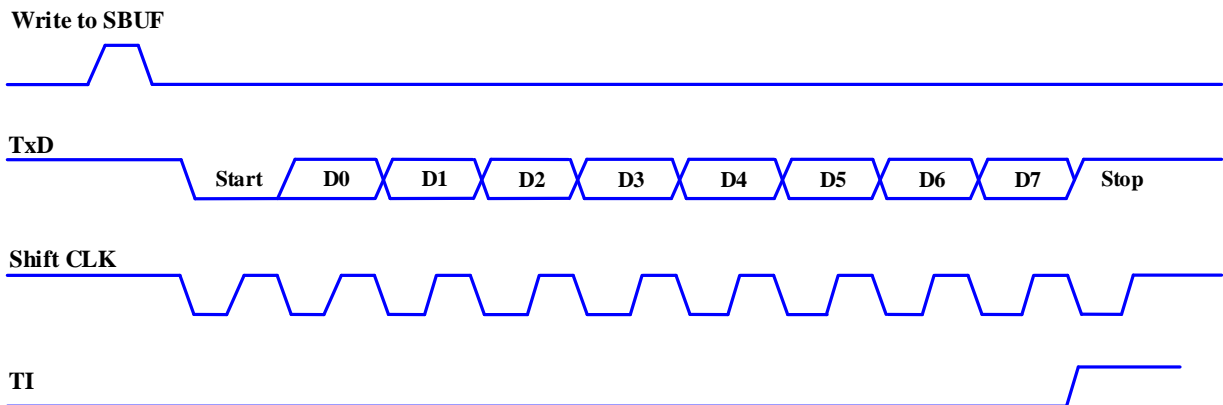 Write to SBUF
TxD
Start D0 D1 D2 D3 D4 D5 D6 D7 Stop
Shift CLK
TI